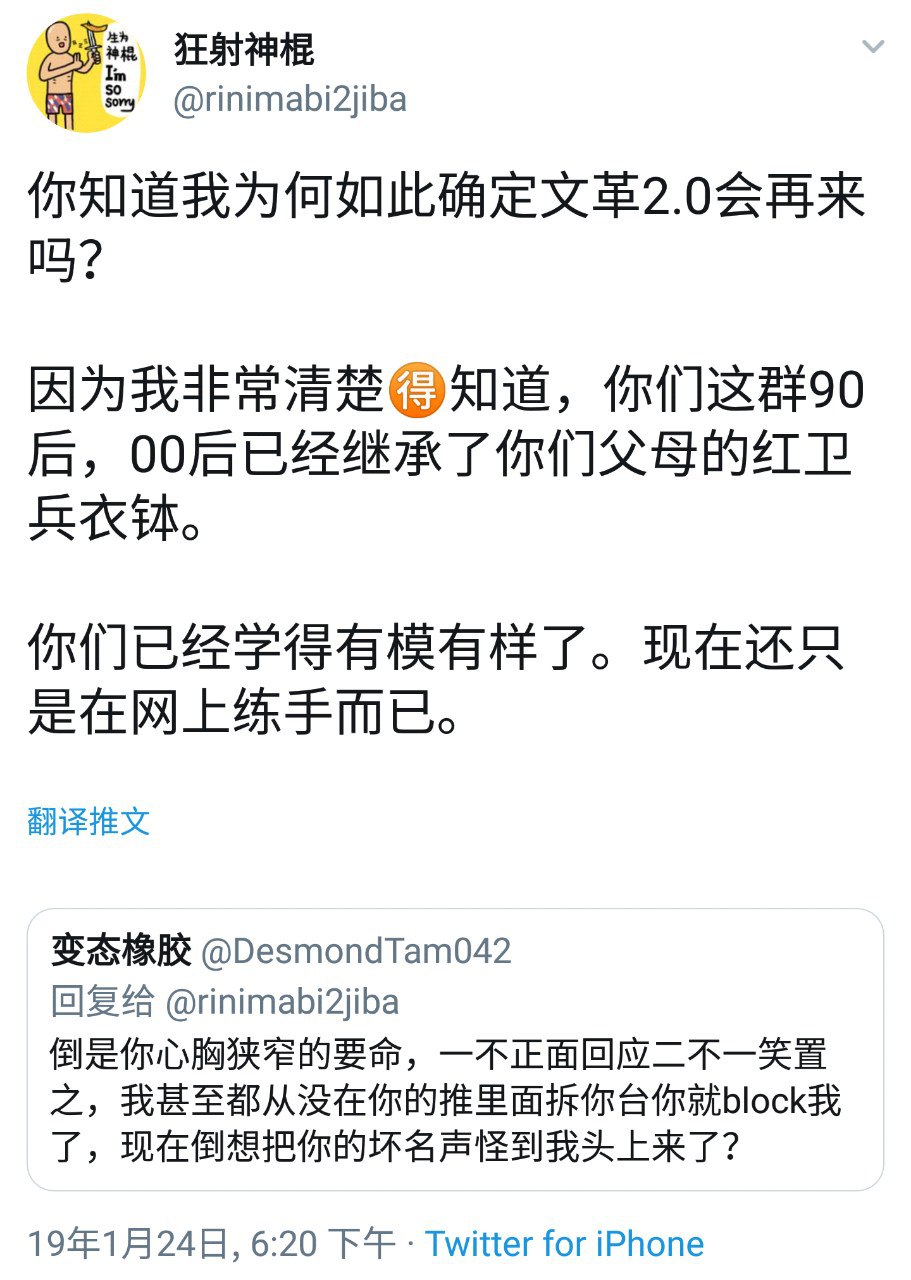 生为
神棍
I'm
so
sorry
狂射神棍
@rinimabi2jiba
你知道我为何如此确定文革2.0会再来
吗？
因为我非常清楚🉐知道，你们这群90
后，00后已经继承了你们父母的红卫
兵衣钵。
你们已经学得有模有样了。现在还只
是在网上练手而已。
翻译推文
变态橡胶 @DesmondTam042
回复给 @rinimabi2jiba
倒是你心胸狭窄的要命，一不正面回应二不一笑置
之，我甚至都从没在你的推里面拆你台你就block我
了，现在倒想把你的坏名声怪到我头上来了？
19年1月24日, 6:20 下午 · Twitter for iPhone